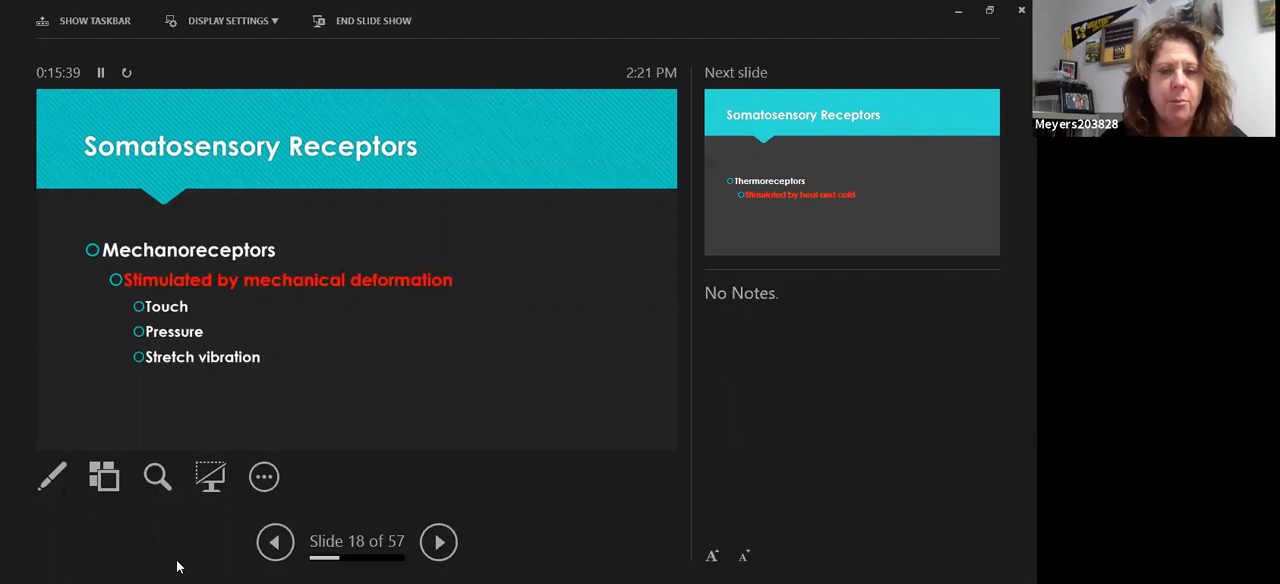 SHOW TASKBAR DISPLAY SETTINGS ▼ END SLIDE SHOW
0:15:39 2:21 PM
Somatosensory Receptors
Mechanoreceptors
Stimulated by mechanical deformation
Touch
Pressure
Stretch vibration
Slide 18 of 57
Next slide
Somatosensory Receptors
Thermoreceptors
Stimulated by heat and cold
No Notes.
A A
Meyers203828